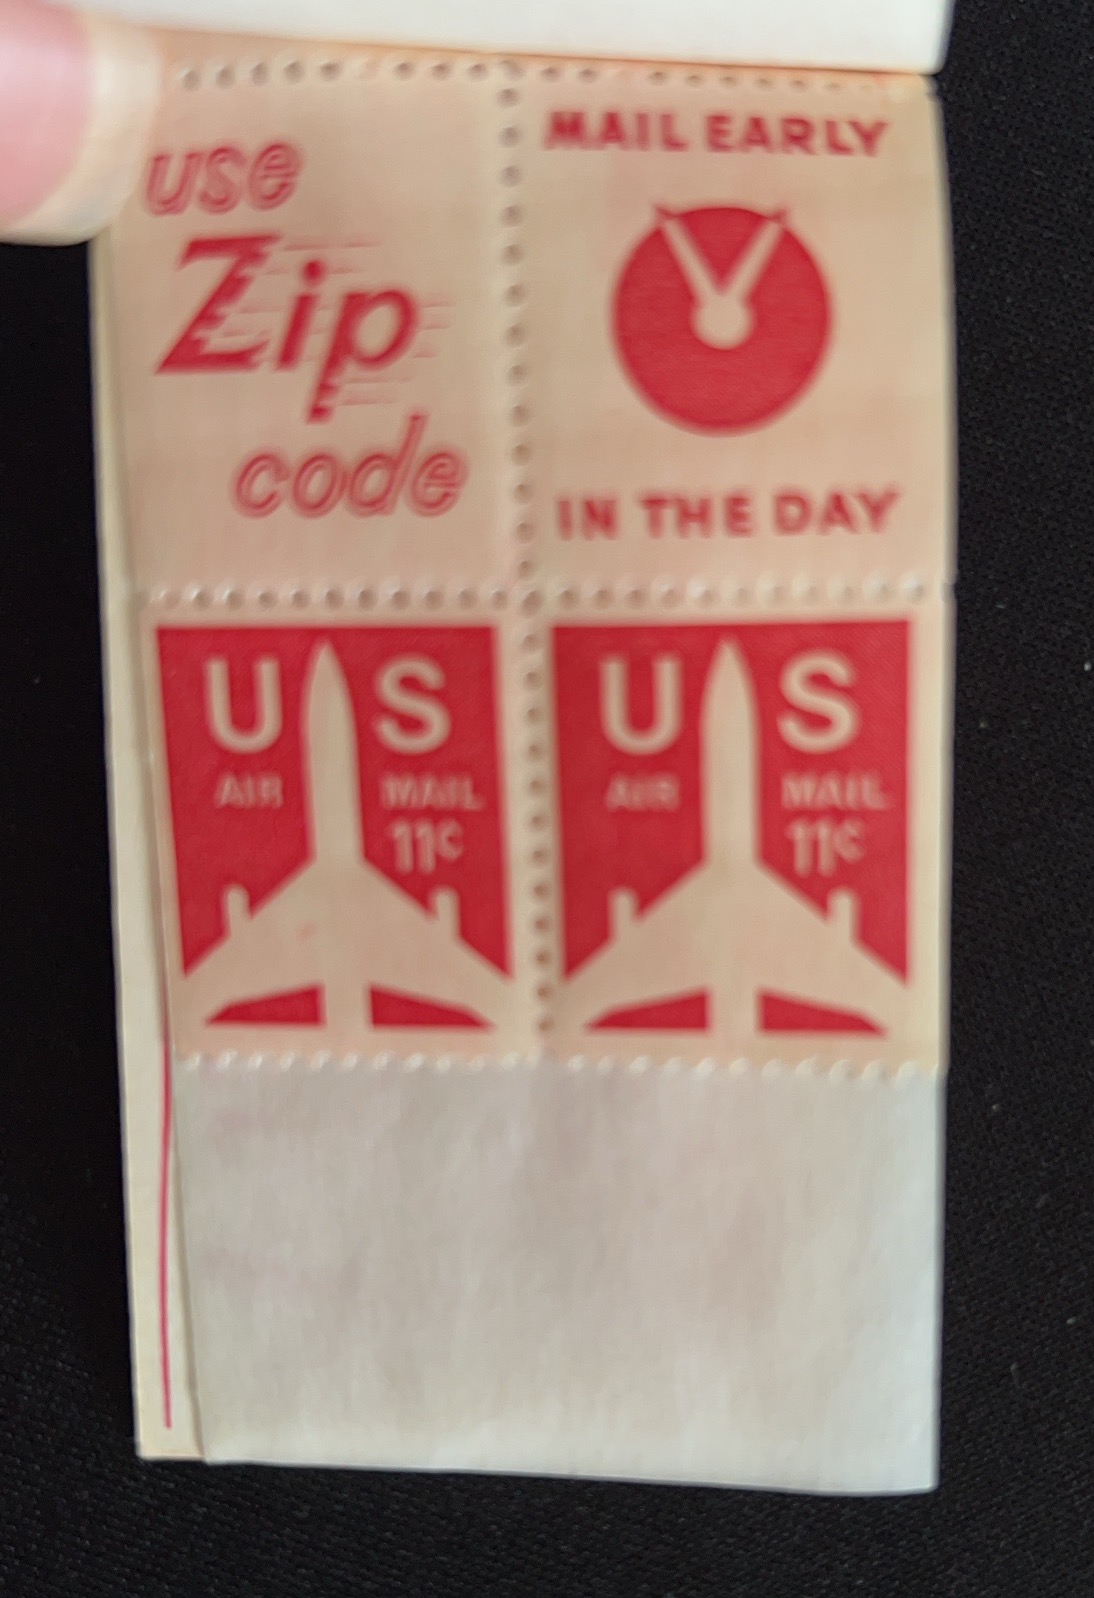 use
Zip
code
MAIL EARLY
IN THE DAY
U S
AIR MAIL
11¢
U S
AIR MAIL
11¢